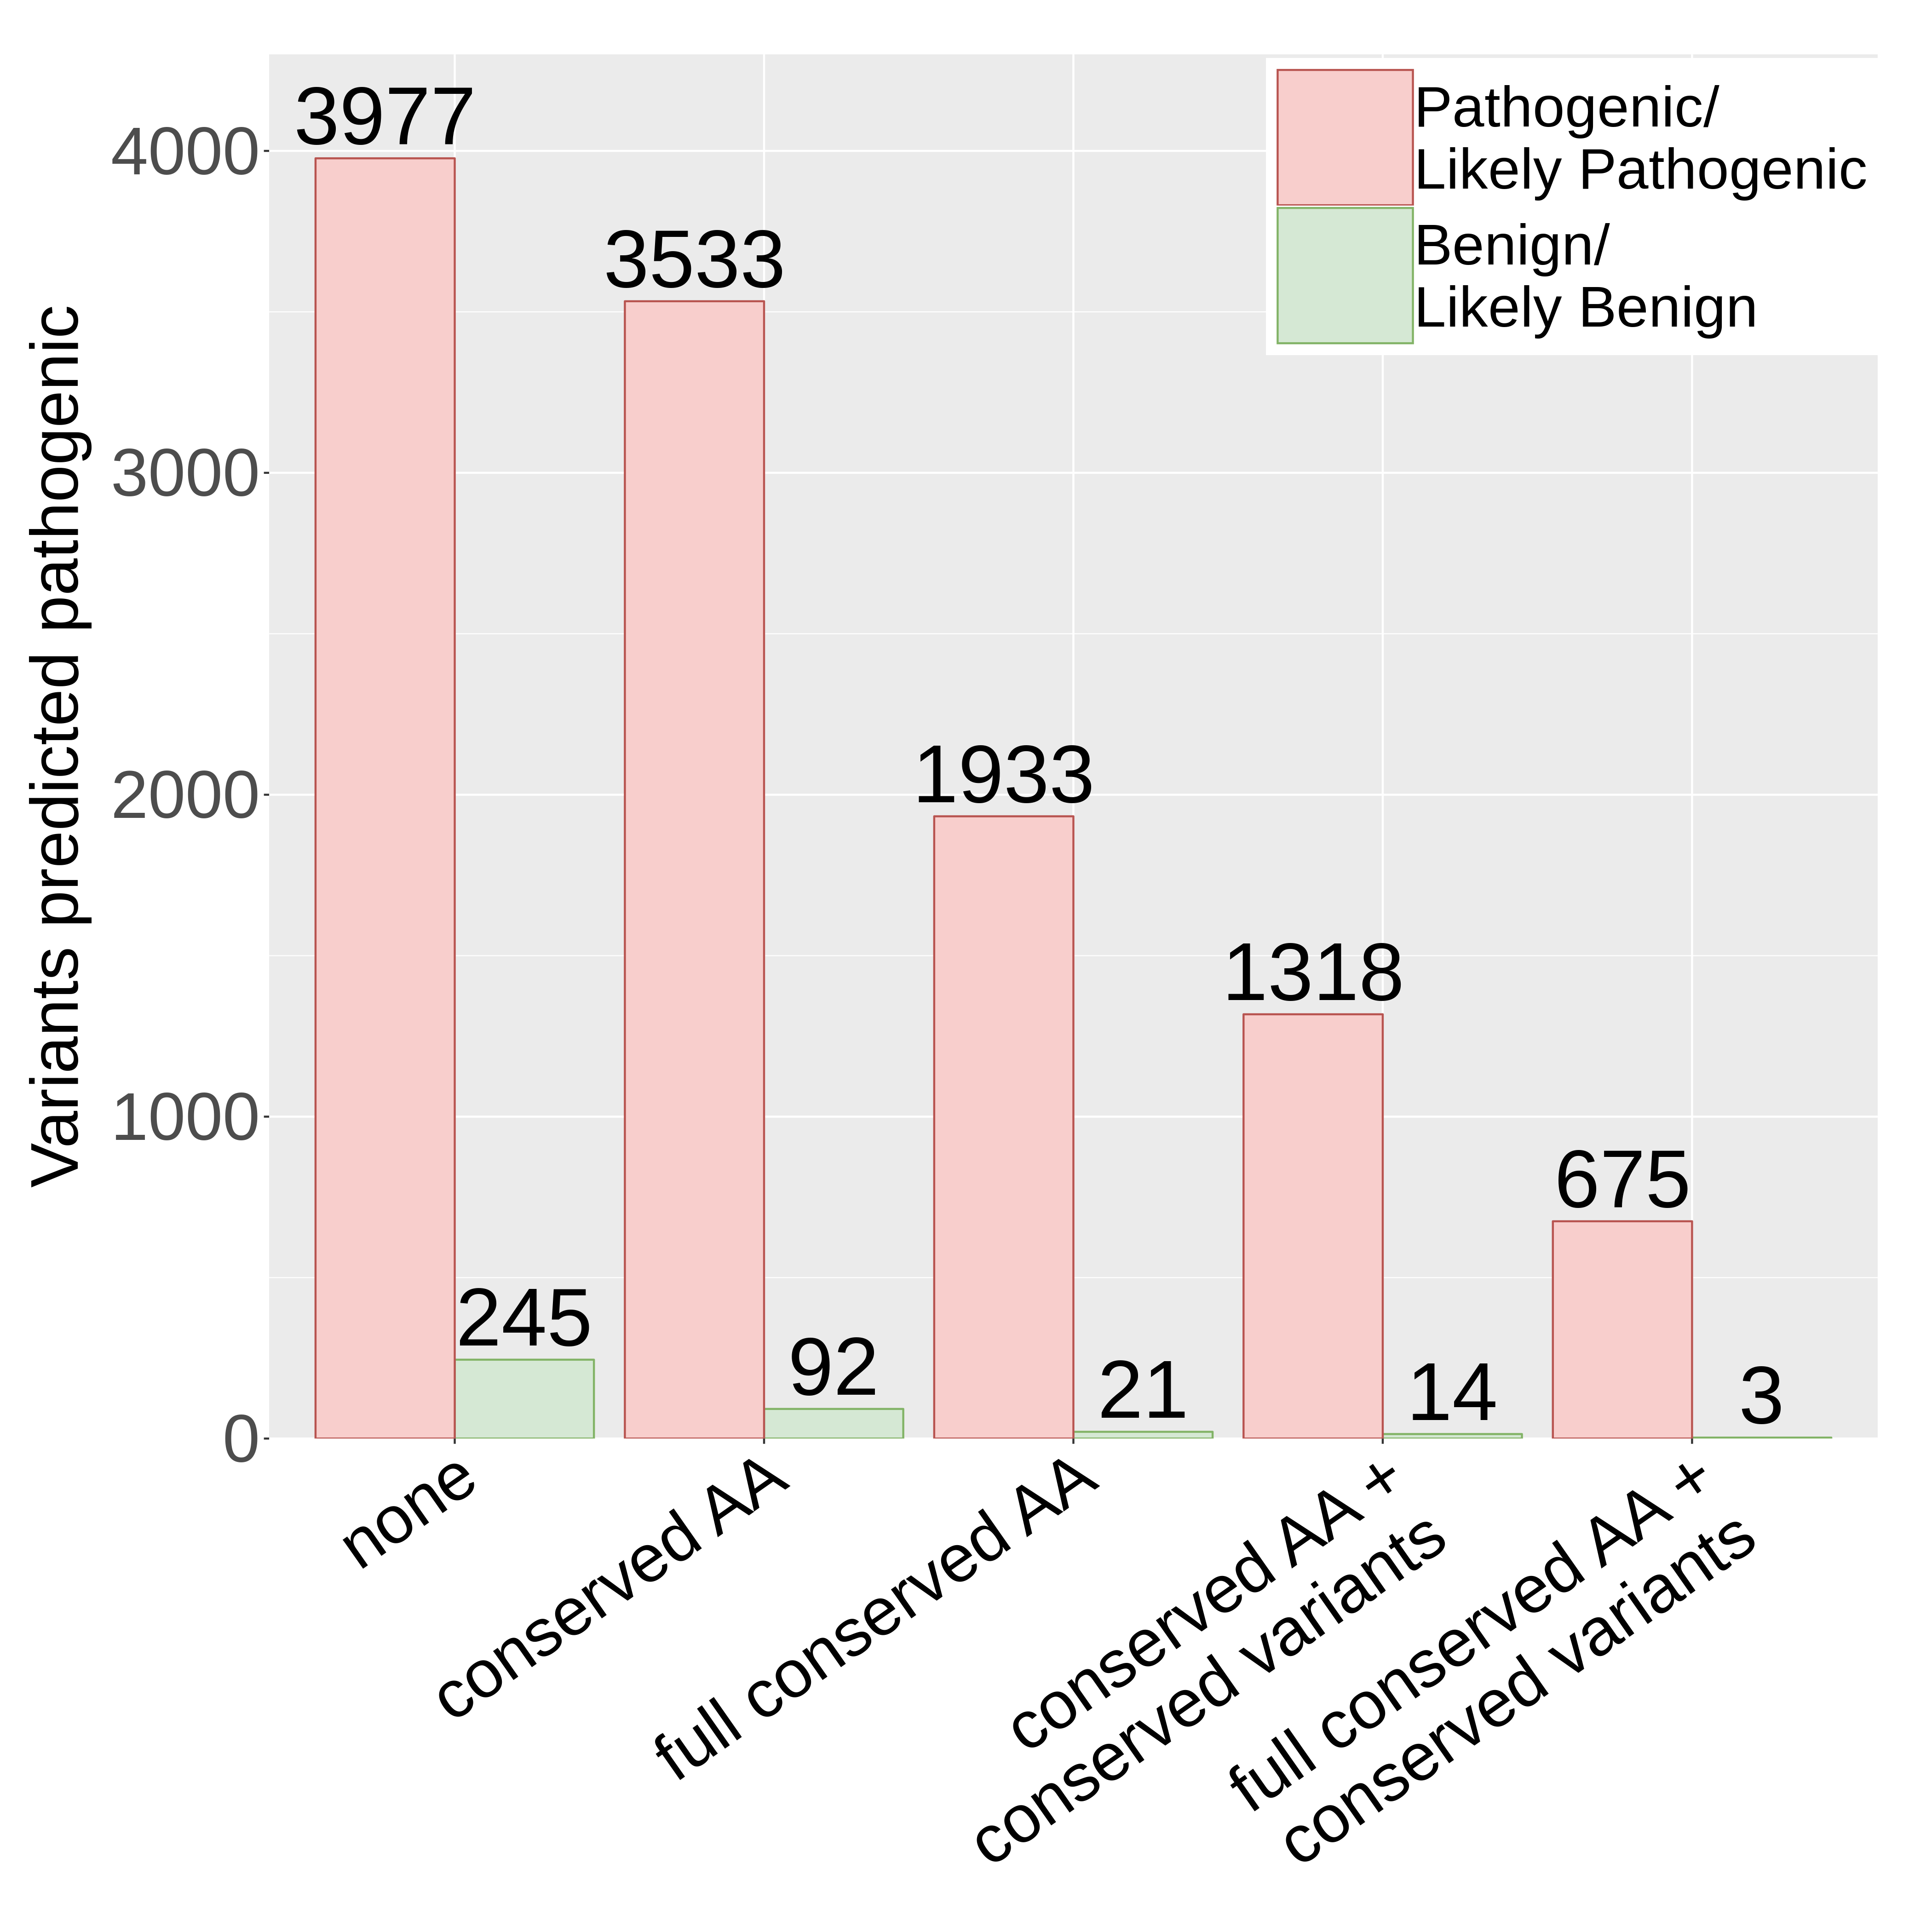 Variants predicted pathogenic
4000
3000
2000
1000
0
3977
245
3533
92
1933
21
1318
14
675
3
Pathogenic/
Likely Pathogenic
Benign/
Likely Benign
none
conserved AA
full conserved AA
conserved AA +
conserved variants
full conserved AA +
conserved variants